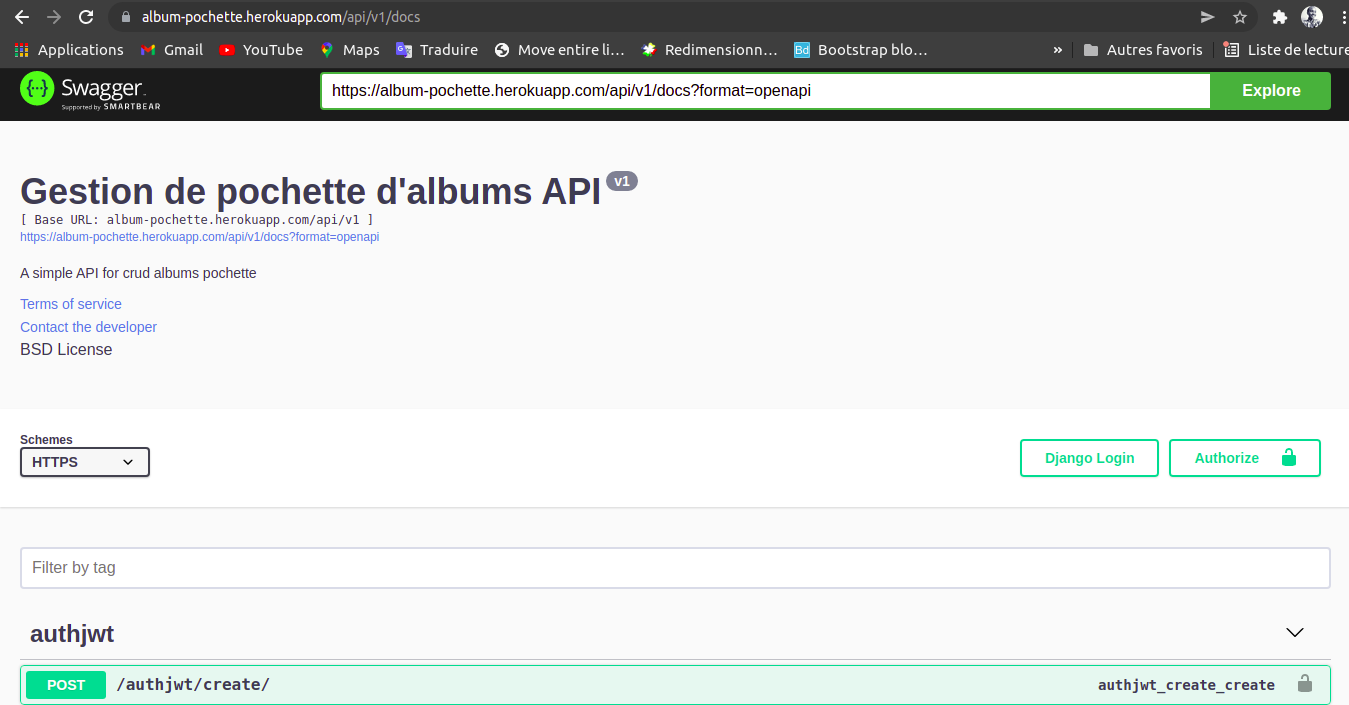 album-pochette.herokuapp.com/api/v1/docs
Applications Gmail YouTube Maps Traduire Move entire li... Redimensionn... Bd Bootstrap blo... » Autres favoris Liste de lecture
{··} Swagger. https://album-pochette.herokuapp.com/api/v1/docs?format=openapi Explore
Supported by SMARTBEAR
Gestion de pochette d'albums API v1
[ Base URL: album-pochette.herokuapp.com/api/v1 ]
https://album-pochette.herokuapp.com/api/v1/docs?format=openapi
A simple API for crud albums pochette
Terms of service
Contact the developer
BSD License
Schemes
HTTPS Django Login Authorize
Filter by tag
authjwt
POST /authjwt/create/ authjwt_create_create